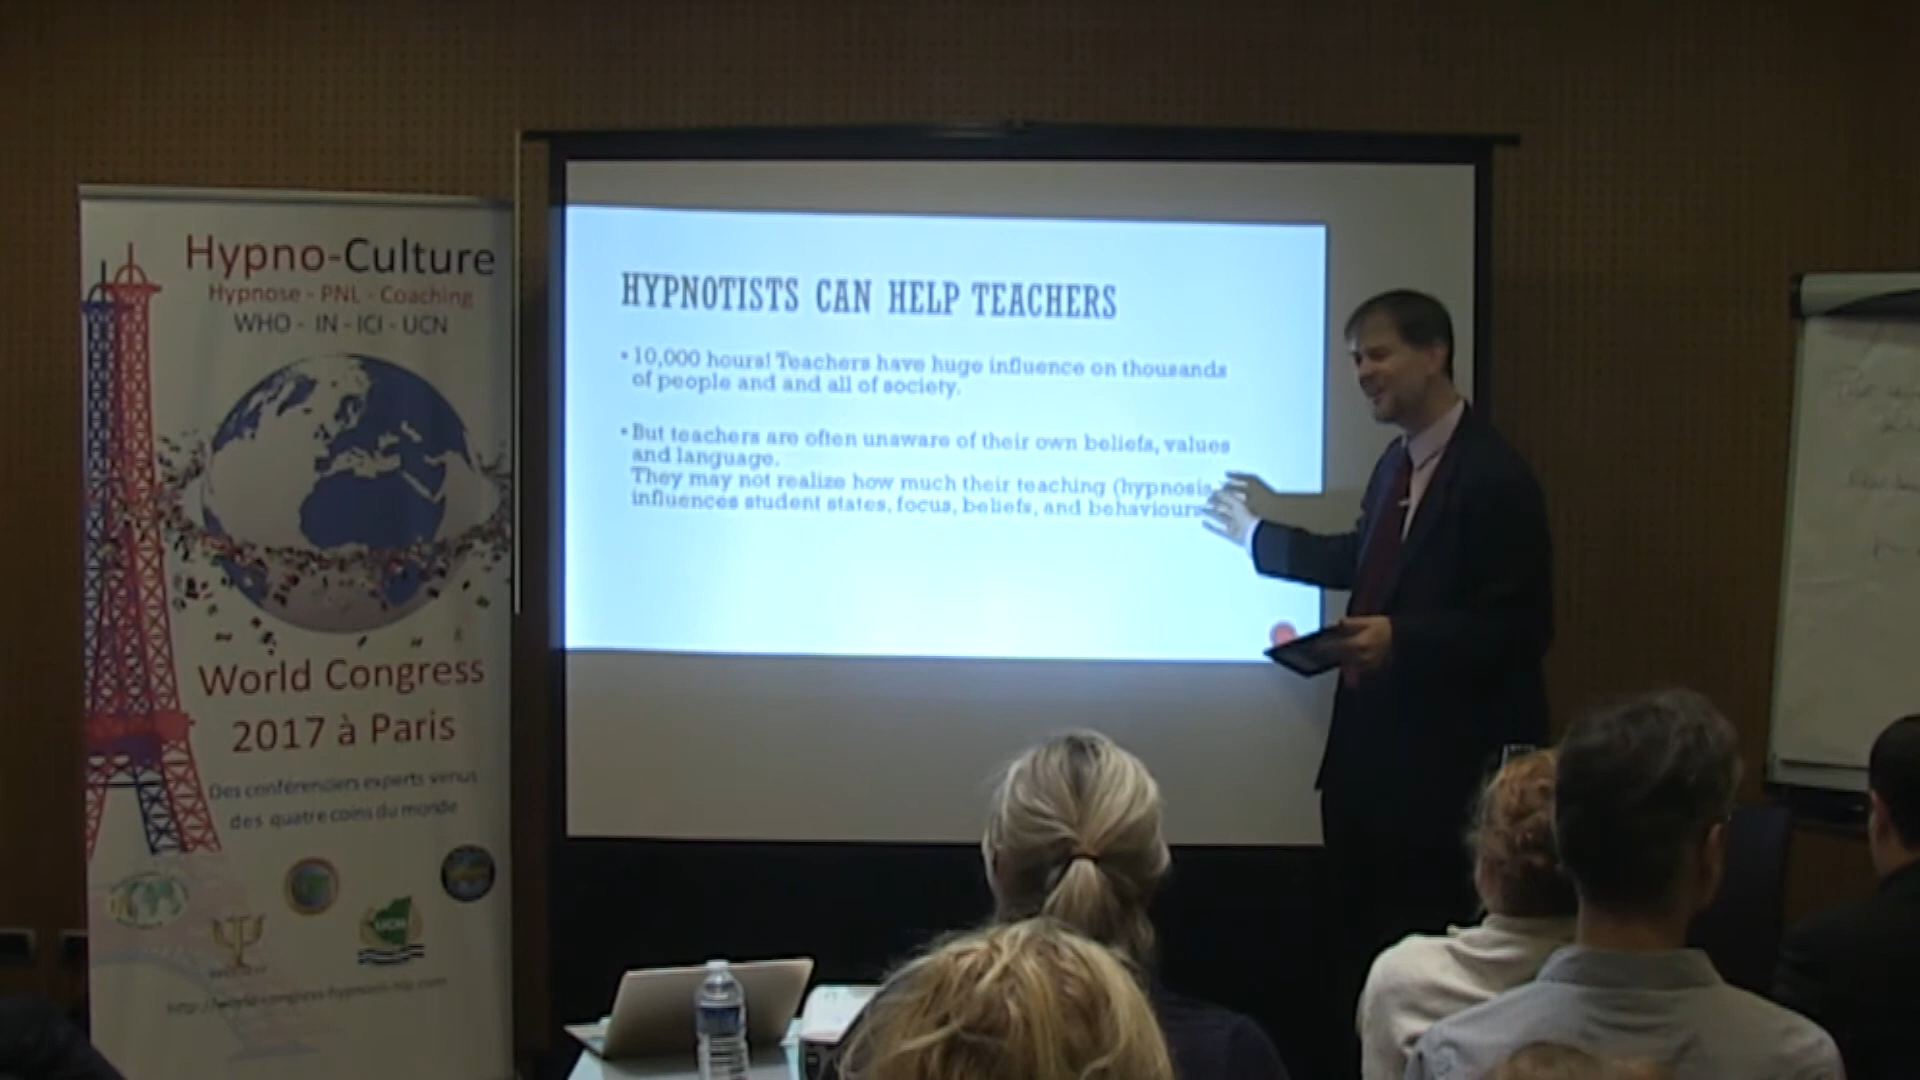 Hypno-Culture
Hypnose - PNL - Coaching
WHO - IN - ICI - UCN
World Congress
2017 à Paris
Des conférenciers experts venus
des quatre coins du monde
UCN
HYPNOTISTS CAN HELP TEACHERS
• 10,000 hours! Teachers have huge influence on thousands
of people and and all of society.
• But teachers are often unaware of their own beliefs, values
and language.
They may not realize how much their teaching (hypnosis
influences student states, focus, beliefs, and behaviours